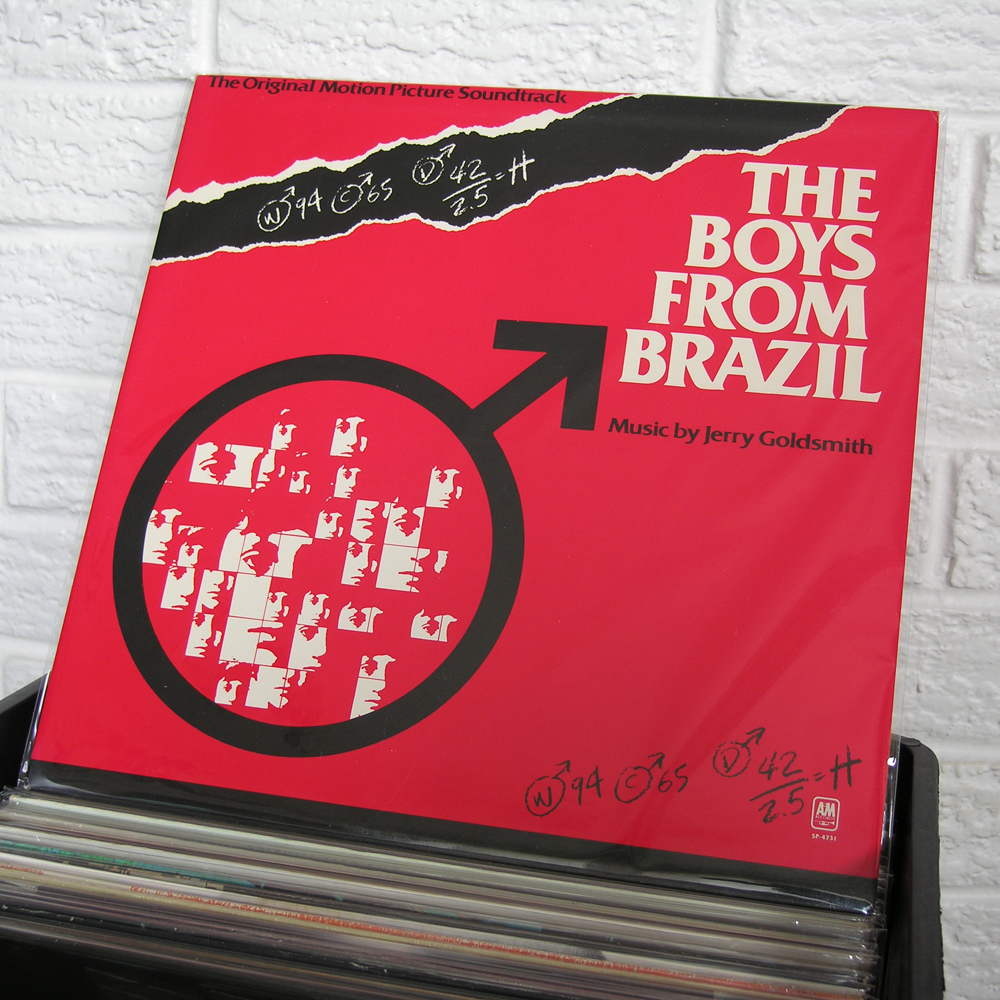 The Original Motion Picture Soundtrack
W 94 C 65 V 42/2.5 = H
THE
BOYS
FROM
BRAZIL
Music by Jerry Goldsmith
W 94 C 65 V 42/2.5 = H
A&M
SP-4731